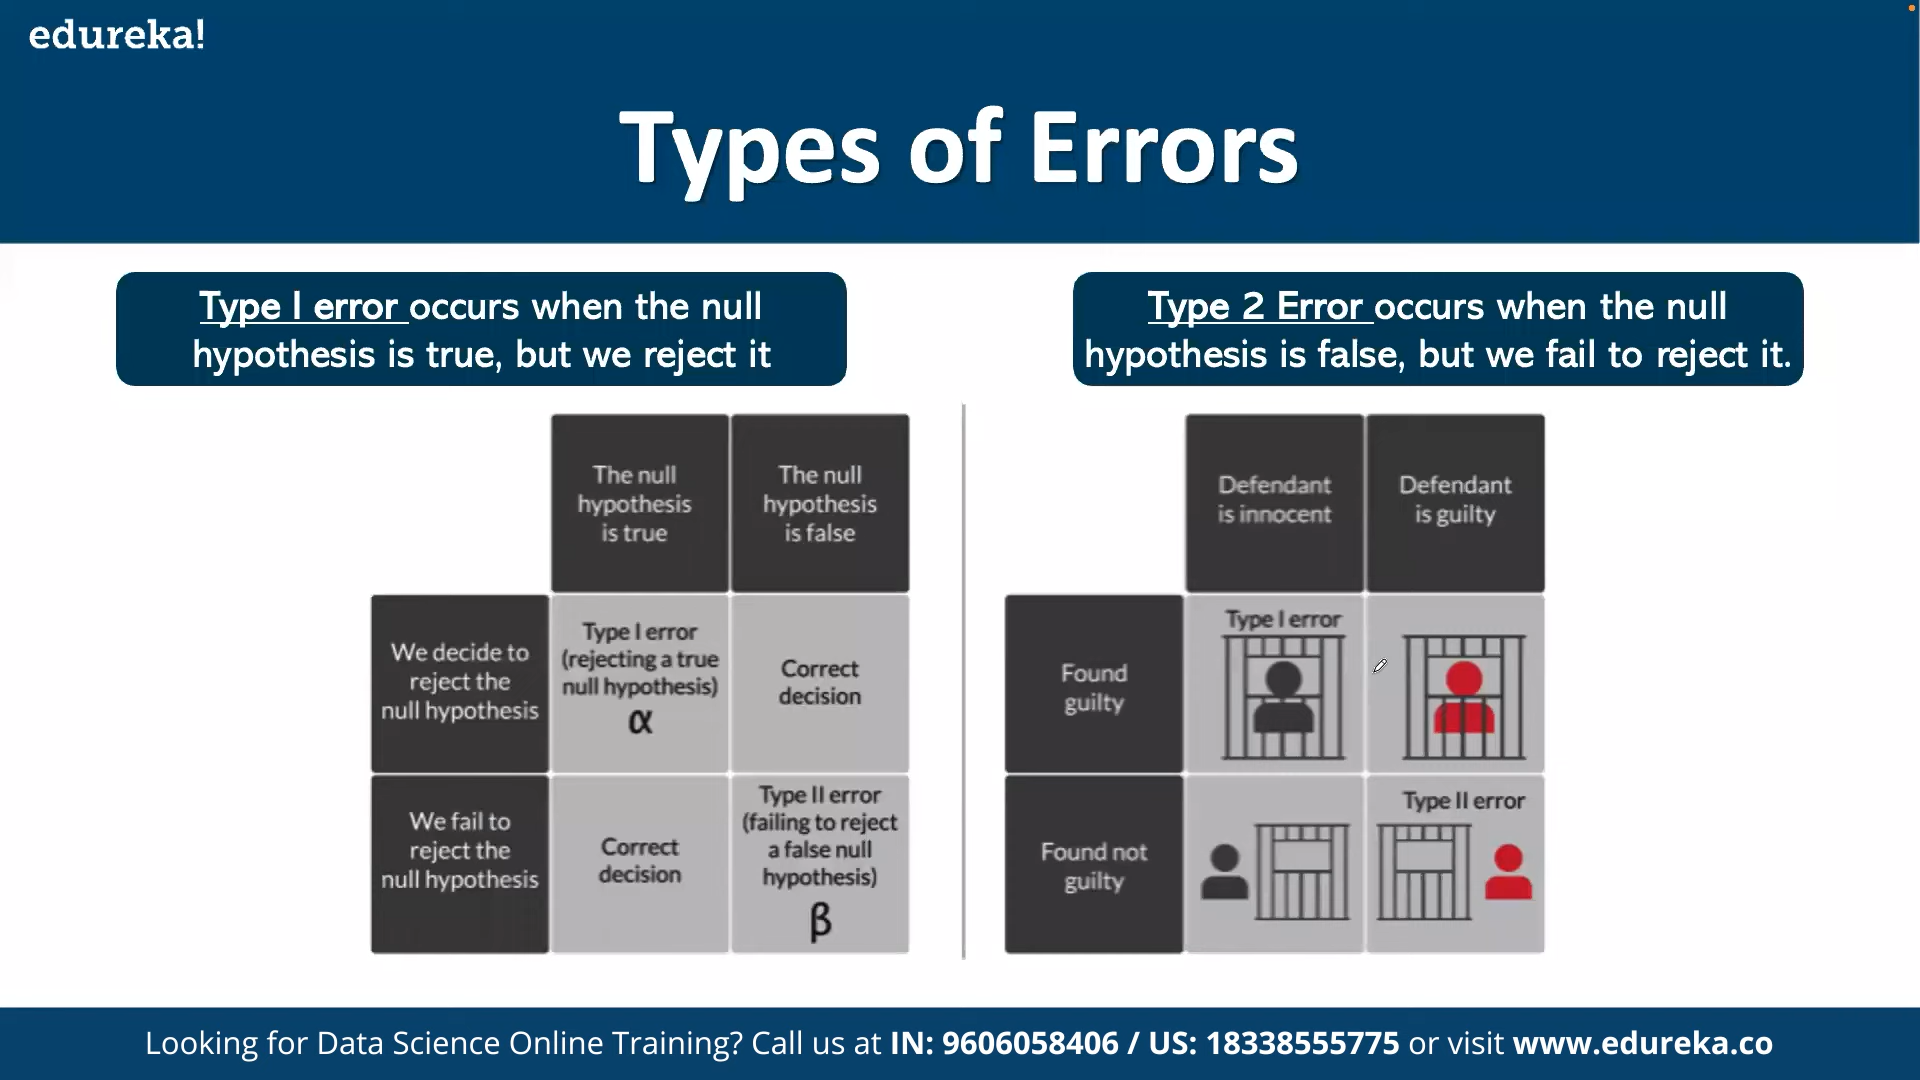 edureka!
Types of Errors
Type I error occurs when the null
hypothesis is true, but we reject it
Type 2 Error occurs when the null
hypothesis is false, but we fail to reject it.
The null
hypothesis
is true
The null
hypothesis
is false
We decide to
reject the
null hypothesis
Type I error
(rejecting a true
null hypothesis)
α
Correct
decision
We fail to
reject the
null hypothesis
Correct
decision
Type II error
(failing to reject
a false null
hypothesis)
β
Defendant
is innocent
Defendant
is guilty
Found
guilty
Type I error
Found not
guilty
Type II error
Looking for Data Science Online Training? Call us at IN: 9606058406 / US: 18338555775 or visit www.edureka.co